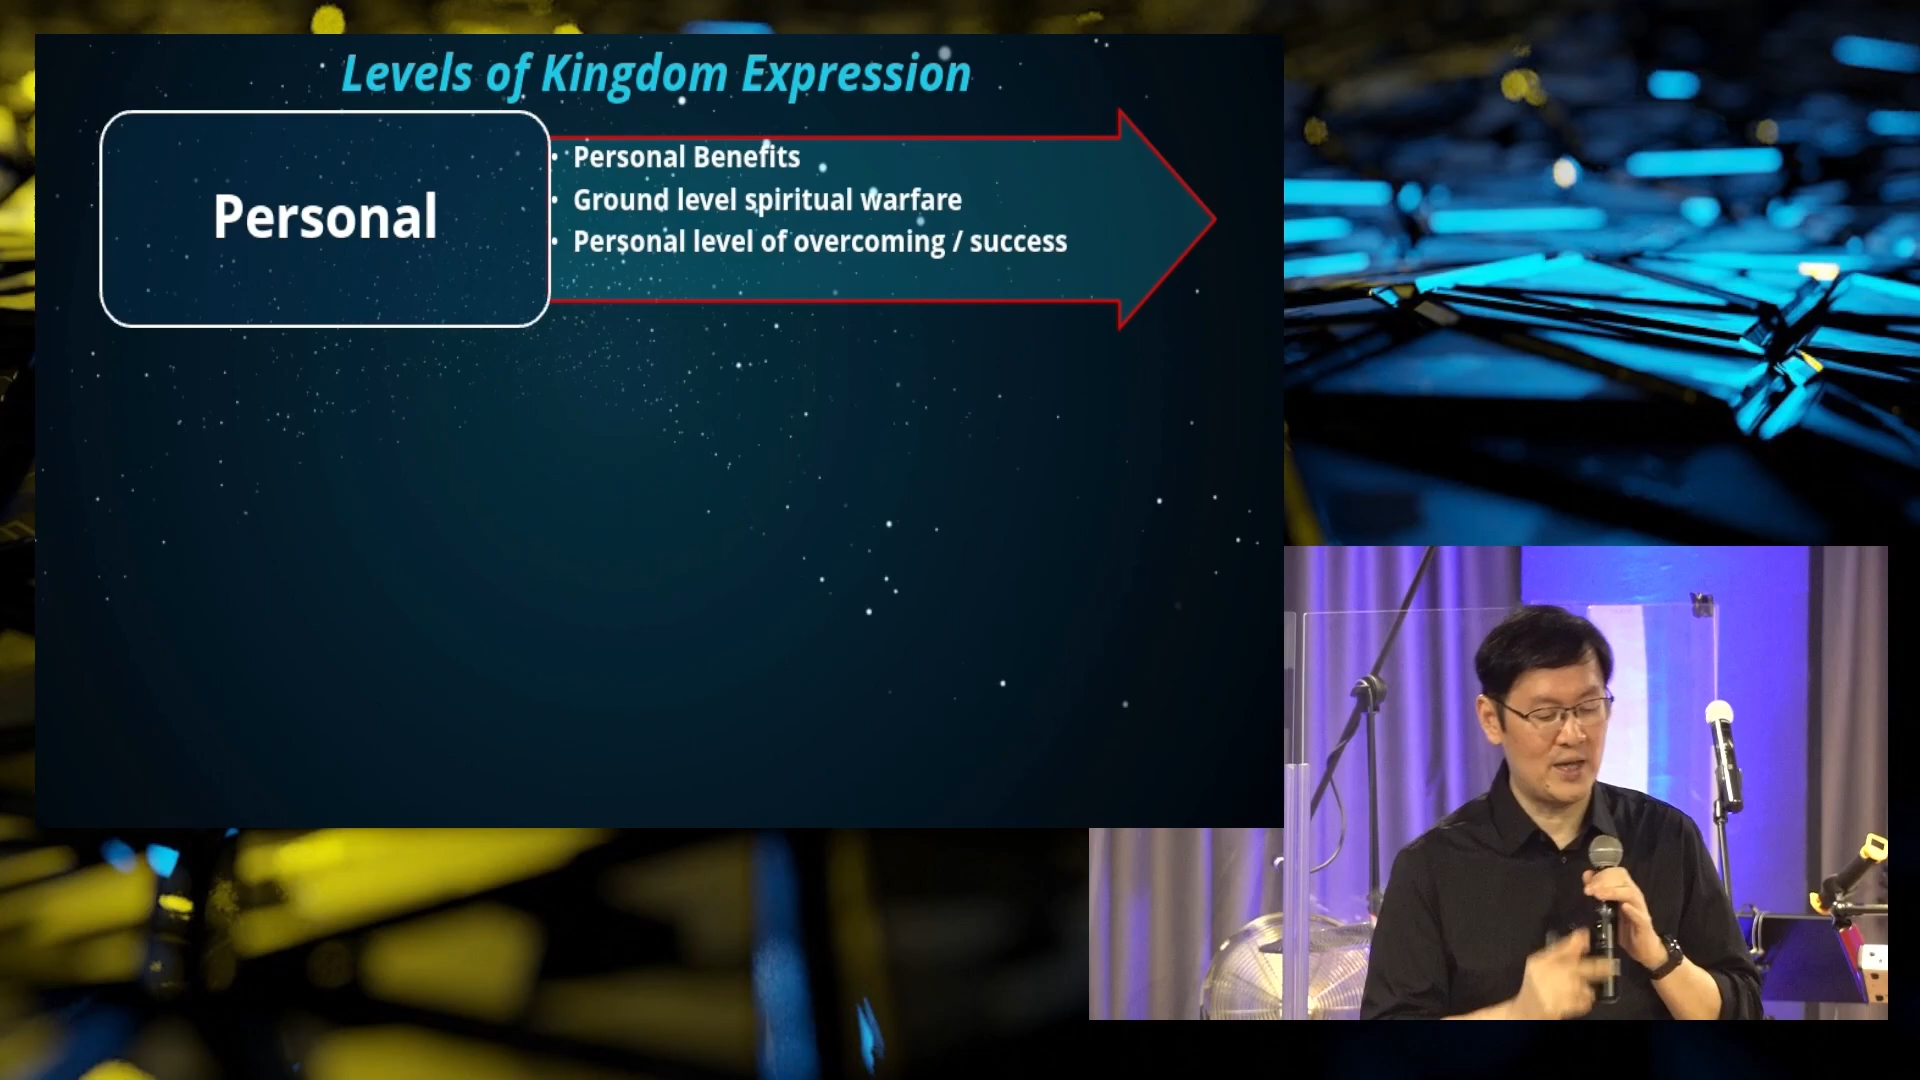 Levels of Kingdom Expression
Personal
• Personal Benefits
• Ground level spiritual warfare
• Personal level of overcoming / success